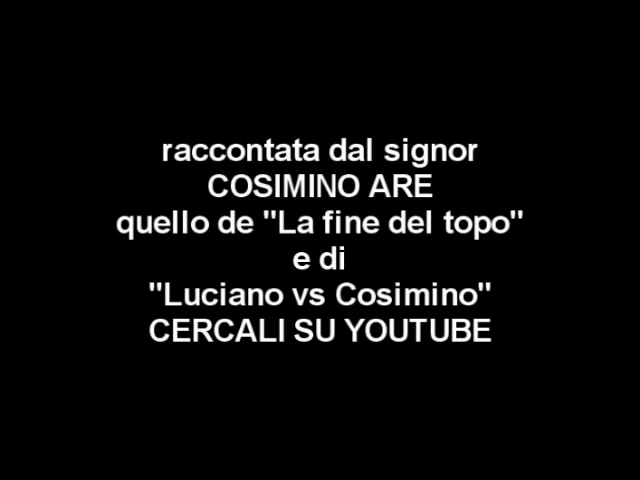 raccontata dal signor
COSIMINO ARE
quello de "La fine del topo"
e di
"Luciano vs Cosimino"
CERCALI SU YOUTUBE